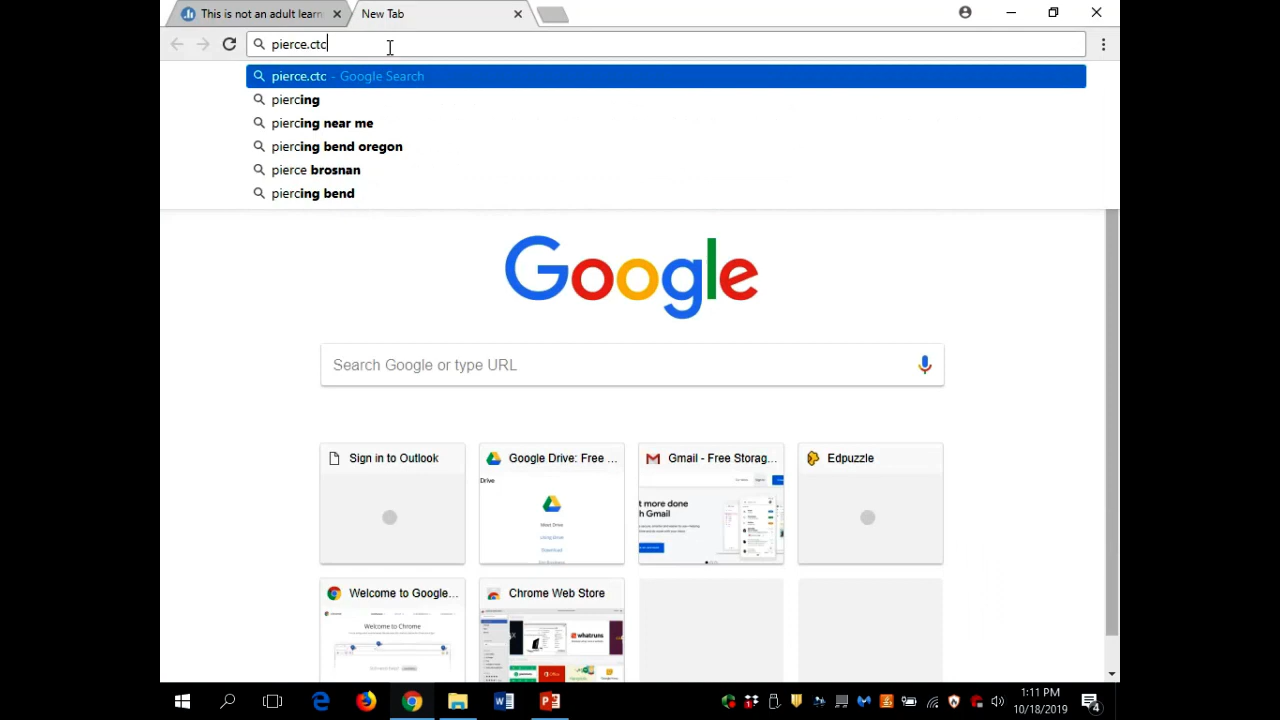 This is not an adult learn
New Tab
pierce.ctc
pierce.ctc - Google Search
piercing
piercing near me
piercing bend oregon
pierce brosnan
piercing bend
Google
Search Google or type URL
Sign in to Outlook
Google Drive: Free ...
Gmail - Free Storag...
Edpuzzle
Drive
t more done
h Gmail
Welcome to Google...
Chrome Web Store
Welcome to Chrome
whatruns
Office
1:11 PM
10/18/2019
4